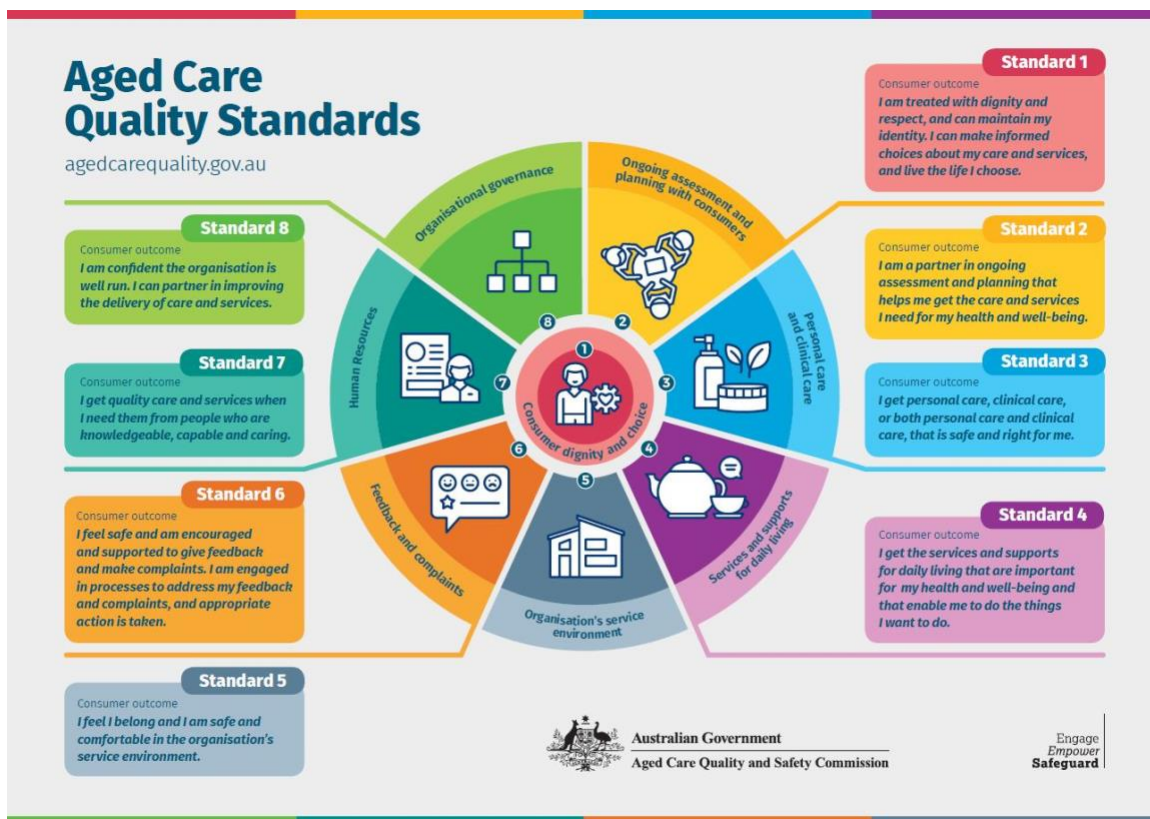 Aged Care
Quality Standards
agedcarequality.gov.au
Standard 1
Consumer outcome
I am treated with dignity and
respect, and can maintain my
identity. I can make informed
choices about my care and services,
and live the life I choose.
Standard 2
Consumer outcome
I am a partner in ongoing
assessment and planning that
helps me get the care and services
I need for my health and well-being.
Standard 3
Consumer outcome
I get personal care, clinical care,
or both personal care and clinical
care, that is safe and right for me.
Standard 4
Consumer outcome
I get the services and supports
for daily living that are important
for my health and well-being and
that enable me to do the things
I want to do.
Standard 8
Consumer outcome
I am confident the organisation is
well run. I can partner in improving
the delivery of care and services.
Standard 7
Consumer outcome
I get quality care and services when
I need them from people who are
knowledgeable, capable and caring.
Standard 6
Consumer outcome
I feel safe and am encouraged
and supported to give feedback
and make complaints. I am engaged
in processes to address my feedback
and complaints, and appropriate
action is taken.
Standard 5
Consumer outcome
I feel I belong and I am safe and
comfortable in the organisation's
service environment.
1
Consumer dignity and choice
2
Ongoing assessment and
planning with consumers
3
Personal care
and clinical care
4
Services and supports
for daily living
5
Organisation's service
environment
6
Feedback and complaints
7
Human Resources
8
Organisational governance
Australian Government
Aged Care Quality and Safety Commission
Engage
Empower
Safeguard